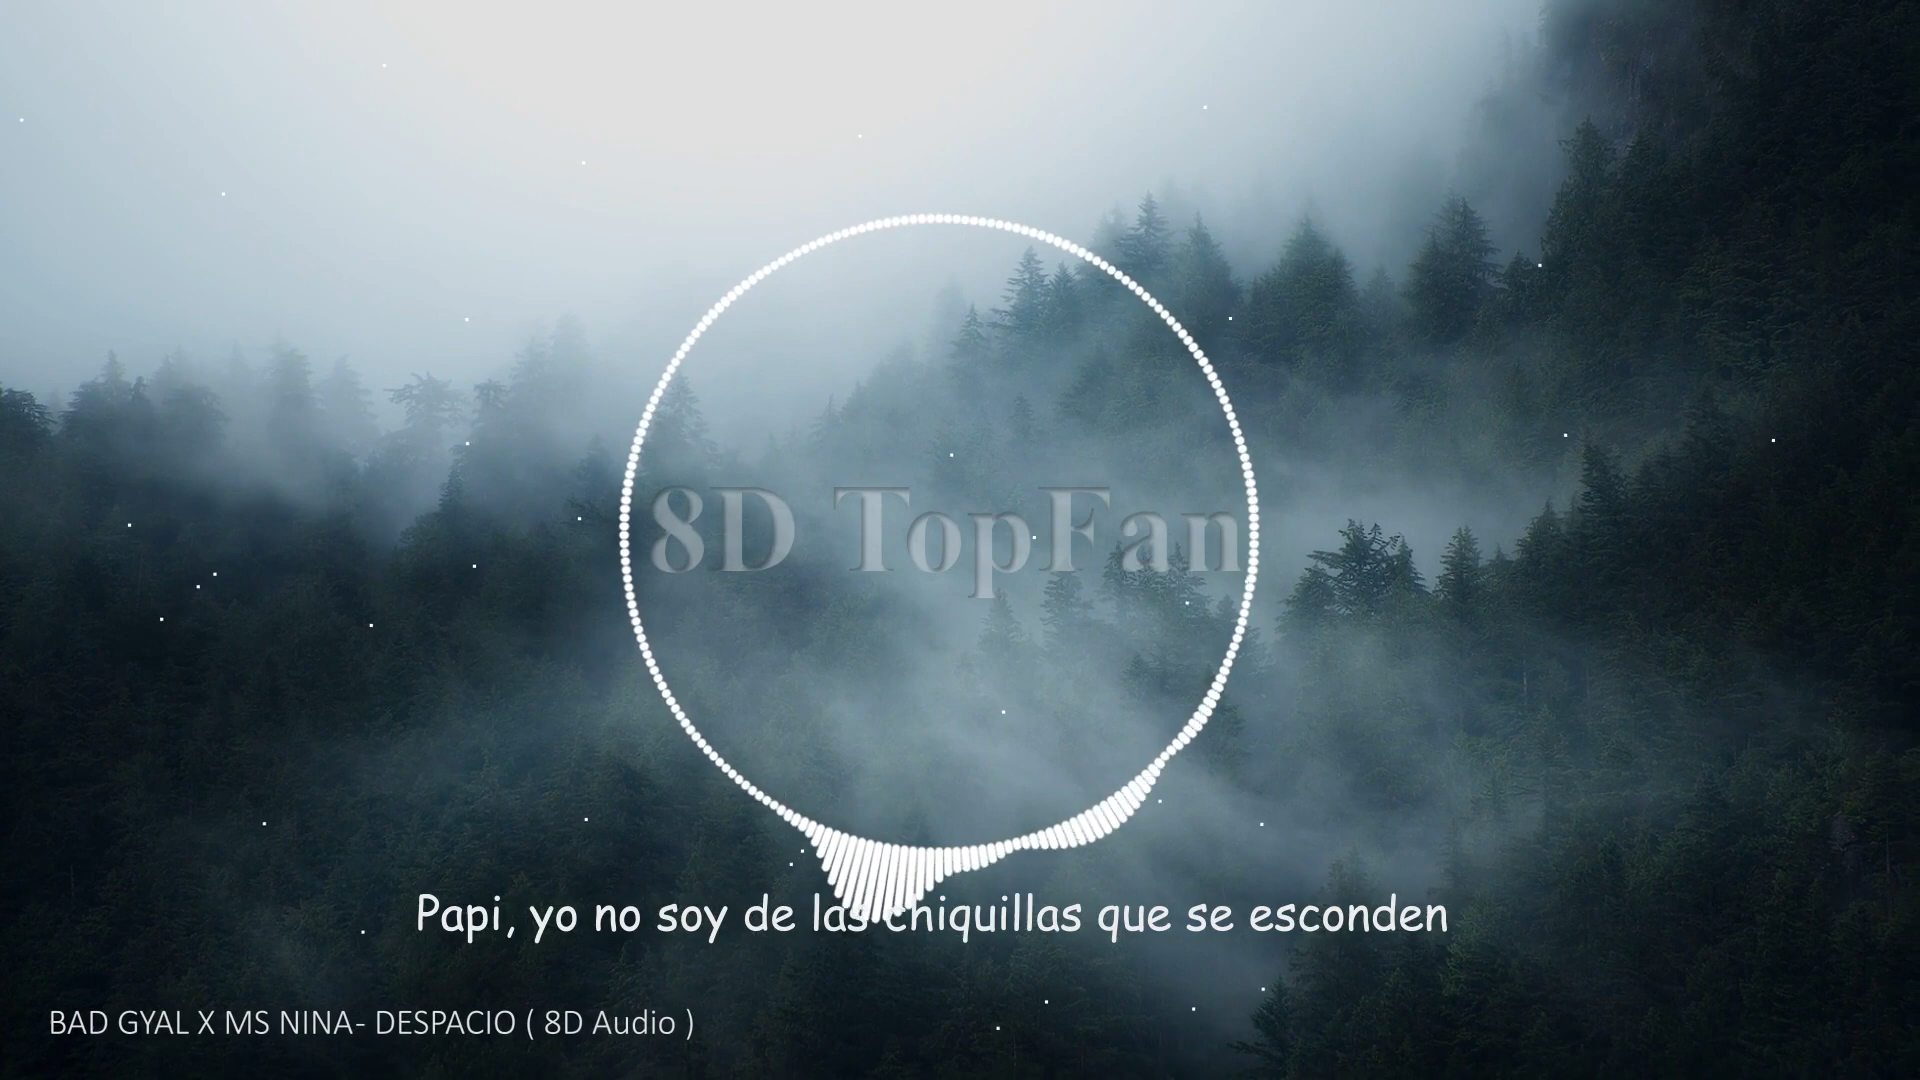 8D TopFan
Papi, yo no soy de las chiquillas que se esconden
BAD GYAL X MS NINA- DESPACIO ( 8D Audio )